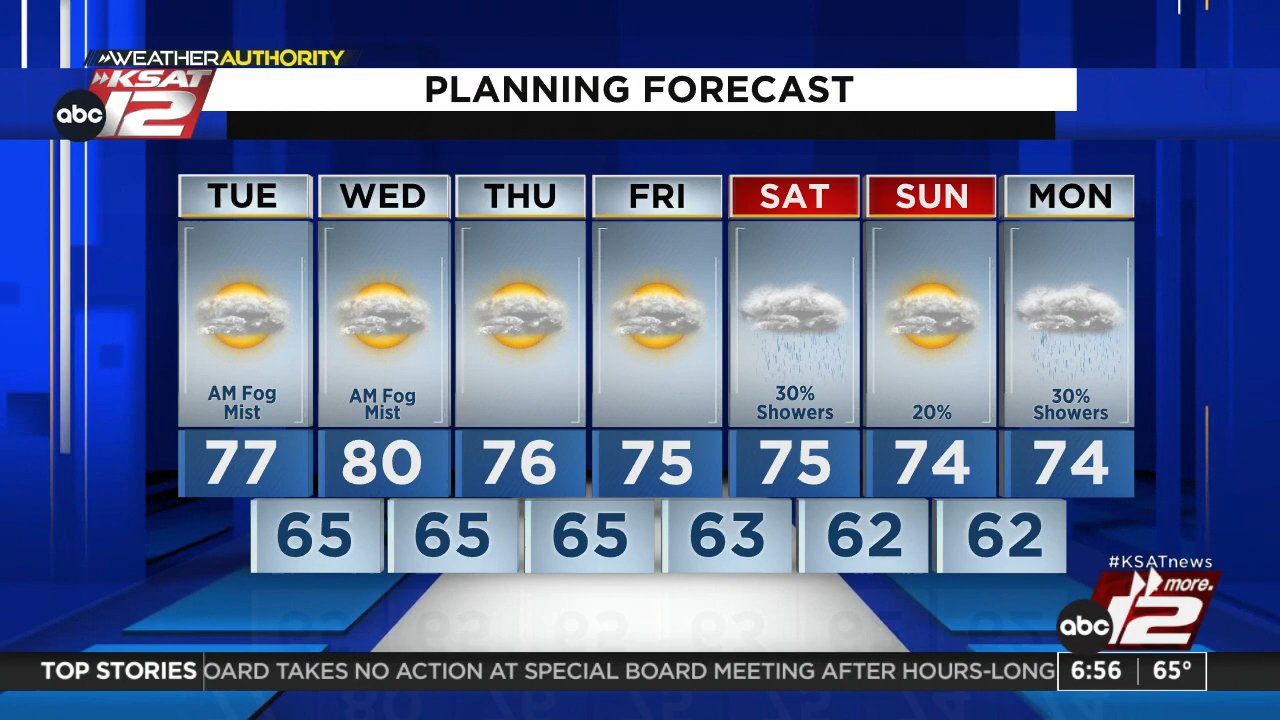 WEATHERAUTHORITY
KSAT
abc 12
PLANNING FORECAST
TUE WED THU FRI SAT SUN MON
AM Fog
Mist
AM Fog
Mist
30%
Showers
20%
30%
Showers
77 80 76 75 75 74 74
65 65 65 63 62 62
#KSATnews
more.
abc 12
TOP STORIES OARD TAKES NO ACTION AT SPECIAL BOARD MEETING AFTER HOURS-LONG 6:56 65°